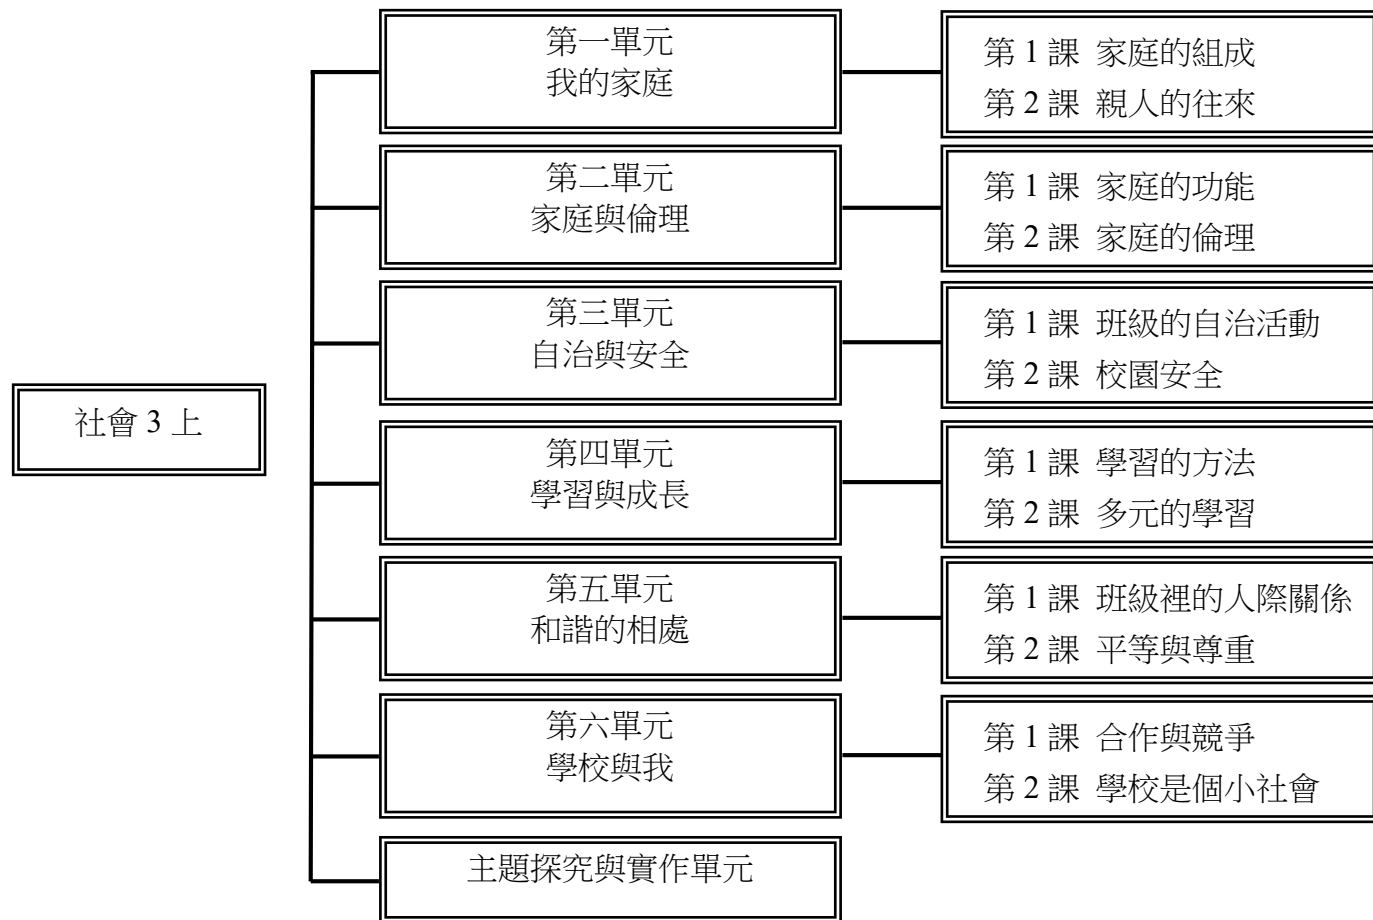 社會 3 上
第一單元
我的家庭
第 1 課 家庭的組成
第 2 課 親人的往來
第二單元
家庭與倫理
第 1 課 家庭的功能
第 2 課 家庭的倫理
第三單元
自治與安全
第 1 課 班級的自治活動
第 2 課 校園安全
第四單元
學習與成長
第 1 課 學習的方法
第 2 課 多元的學習
第五單元
和諧的相處
第 1 課 班級裡的人際關係
第 2 課 平等與尊重
第六單元
學校與我
第 1 課 合作與競爭
第 2 課 學校是個小社會
主題探究與實作單元